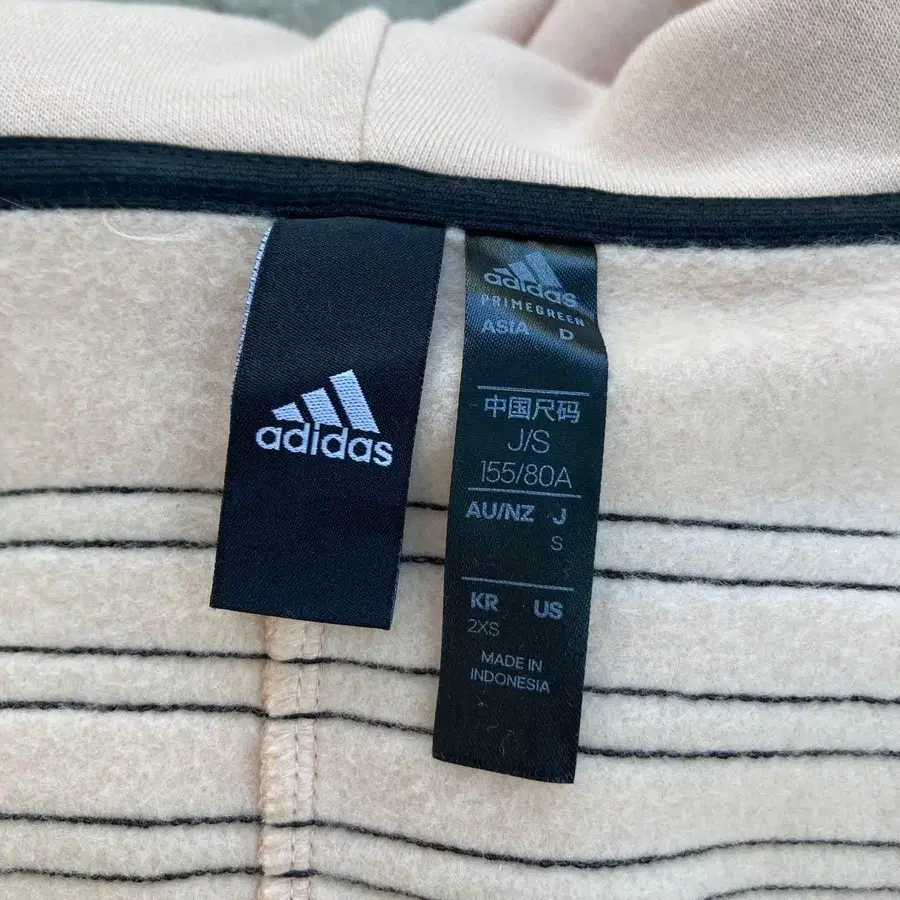 adidas
adidas
PRIMEGREEN
ASIA D
中国尺码
J/S
155/80A
AU/NZ J
S
KR US
2XS
MADE IN
INDONESIA